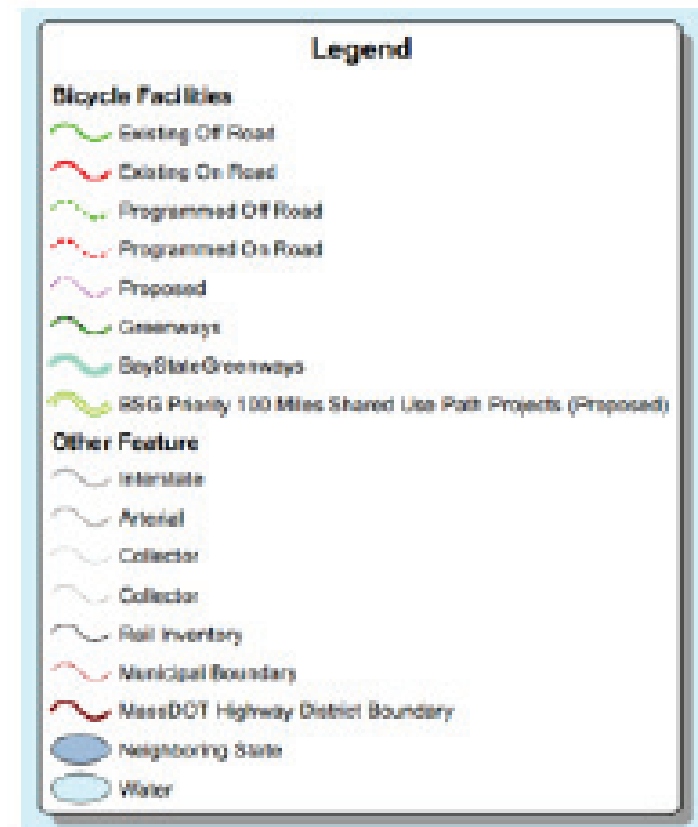 Legend
Bicycle Facilities
Existing Off Road
Existing On Road
Programmed Off Road
Programmed On Road
Proposed
Greenways
BayStateGreenways
BSG Priority 100 Miles Shared Use Path Projects (Proposed)
Other Feature
Interstate
Arterial
Collector
Collector
Rail Inventory
Municipal Boundary
MassDOT Highway District Boundary
Neighboring State
Water